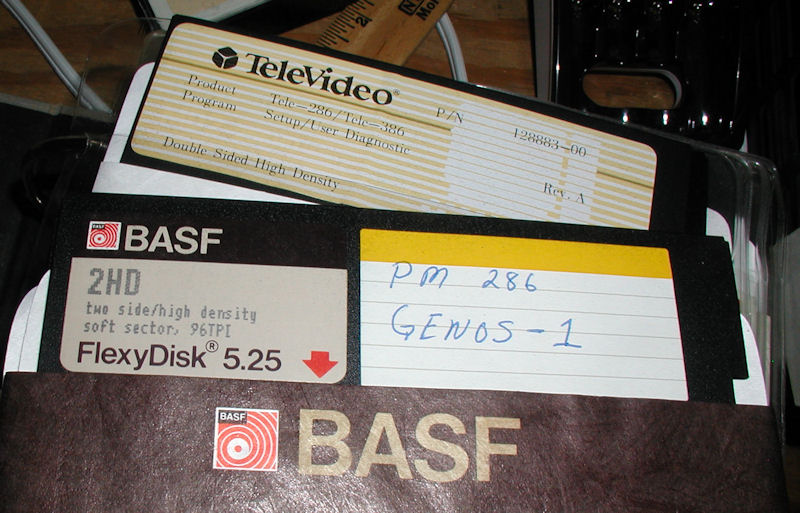 TeleVideo®
Product Tele-286/Tele-386
Program Setup/User Diagnostic
P/N 128883-00
Double Sided High Density
Rev. A
BASF
BASF
2HD
two side/high density
soft sector, 96TPI
FlexyDisk® 5.25
PM 286
GENOS-1
BASF
BASF